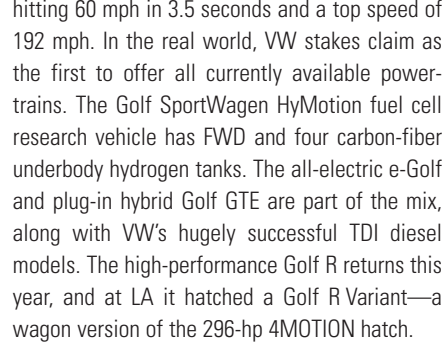 hitting 60 mph in 3.5 seconds and a top speed of
192 mph. In the real world, VW stakes claim as
the first to offer all currently available power-
trains. The Golf SportWagen HyMotion fuel cell
research vehicle has FWD and four carbon-fiber
underbody hydrogen tanks. The all-electric e-Golf
and plug-in hybrid Golf GTE are part of the mix,
along with VW's hugely successful TDI diesel
models. The high-performance Golf R returns this
year, and at LA it hatched a Golf R Variant—a
wagon version of the 296-hp 4MOTION hatch.